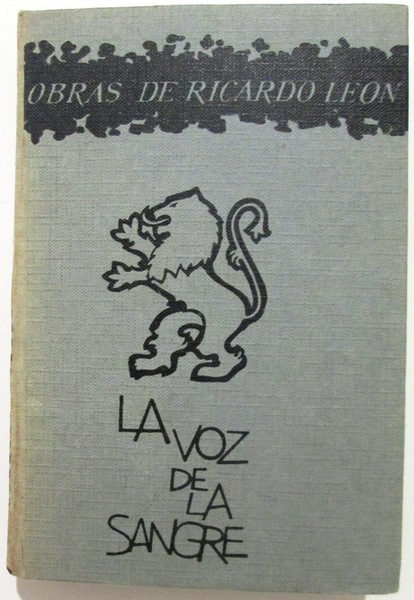 OBRAS DE RICARDO LEON
LA VOZ
DE
LA
SANGRE